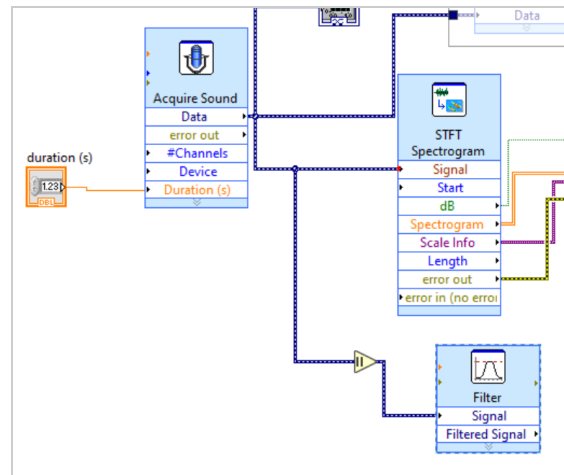 Data
Acquire Sound
Data
error out
#Channels
Device
Duration (s)
duration (s)
1.23
DBL
STFT
Spectrogram
Signal
Start
dB
Spectrogram
Scale Info
Length
error out
error in (no erro
Filter
Signal
Filtered Signal